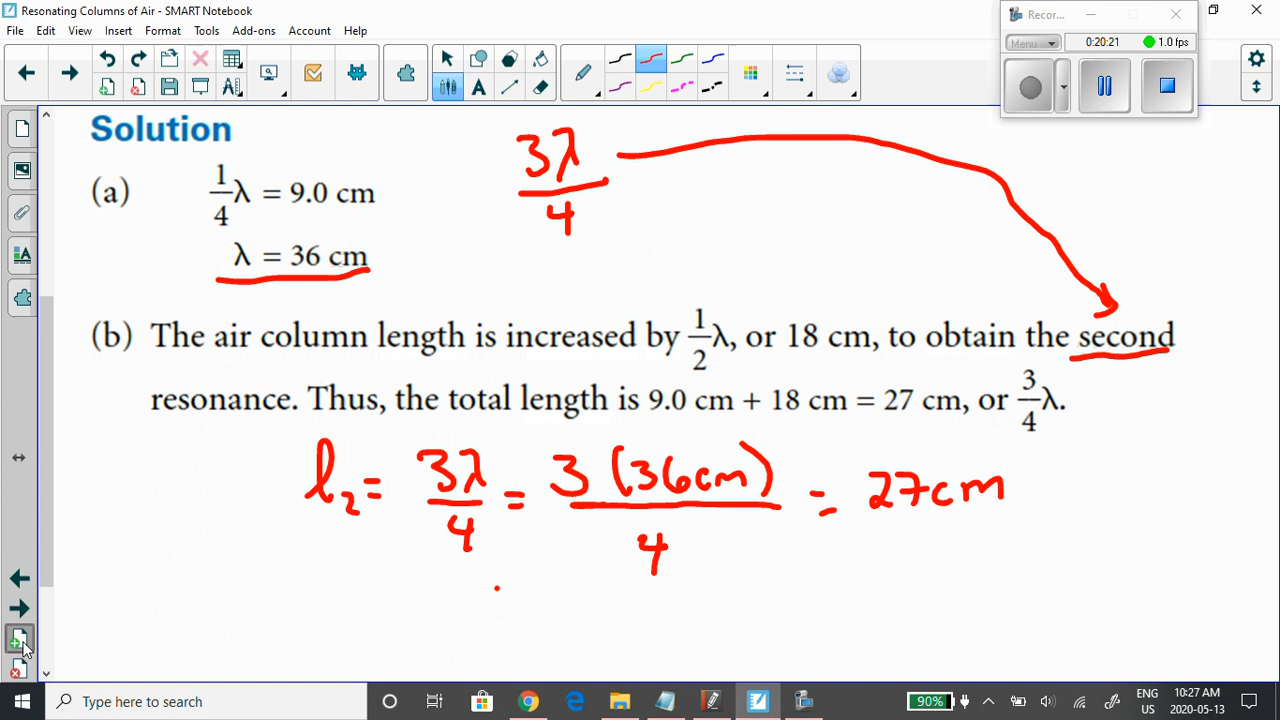 Resonating Columns of Air - SMART Notebook
Recor...
File Edit View Insert Format Tools Add-ons Account Help
Menu 0:20:21 1.0 fps
Solution
3λ/4
(a) 1/4 λ = 9.0 cm
λ = 36 cm
(b) The air column length is increased by 1/2 λ, or 18 cm, to obtain the second
resonance. Thus, the total length is 9.0 cm + 18 cm = 27 cm, or 3/4 λ.
l₂ = 3λ/4 = 3(36cm)/4 = 27cm
Type here to search
90%
ENG
US
10:27 AM
2020-05-13